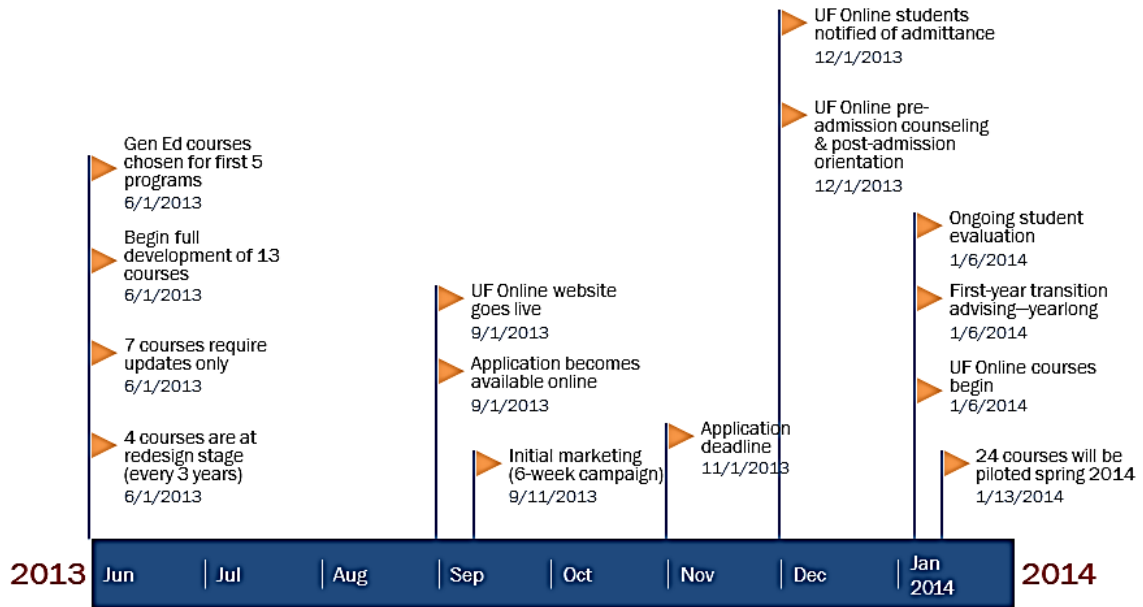 Gen Ed courses
chosen for first 5
programs
6/1/2013
Begin full
development of 13
courses
6/1/2013
7 courses require
updates only
6/1/2013
4 courses are at
redesign stage
(every 3 years)
6/1/2013
UF Online website
goes live
9/1/2013
Application becomes
available online
9/1/2013
Initial marketing
(6-week campaign)
9/11/2013
Application
deadline
11/1/2013
UF Online students
notified of admittance
12/1/2013
UF Online pre-
admission counseling
& post-admission
orientation
12/1/2013
Ongoing student
evaluation
1/6/2014
First-year transition
advising—yearlong
1/6/2014
UF Online courses
begin
1/6/2014
24 courses will be
piloted spring 2014
1/13/2014
2013
Jun
Jul
Aug
Sep
Oct
Nov
Dec
Jan
2014
2014